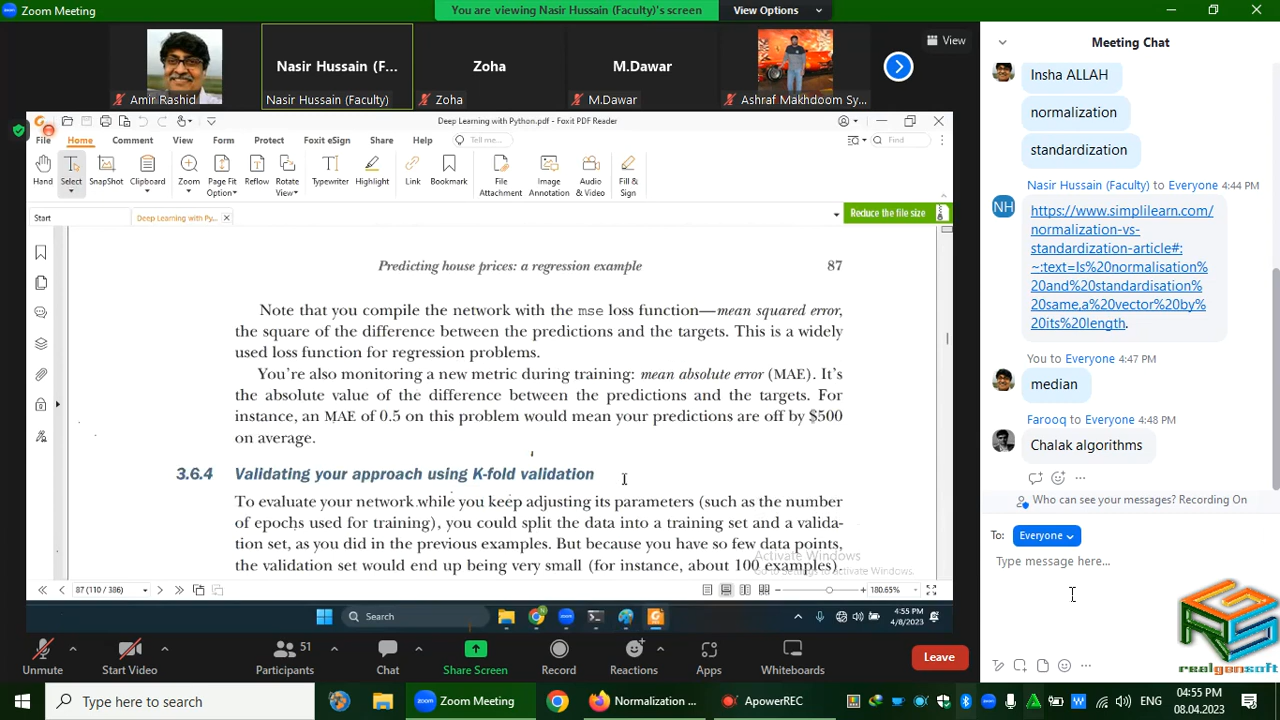 Zoom Meeting
You are viewing Nasir Hussain (Faculty)'s screen
View Options
Nasir Hussain (F...
Zoha
M.Dawar
View
Amir Rashid
Nasir Hussain (Faculty)
Zoha
M.Dawar
Ashraf Makhdoom Sy...
Deep Learning with Python.pdf - Foxit PDF Reader
File
Home
Comment
View
Form
Protect
Foxit eSign
Share
Help
Tell me...
Find
Hand
Select
SnapShot
Clipboard
Zoom
Page Fit Option
Reflow
Rotate View
Typewriter
Highlight
Link
Bookmark
File Attachment
Image Annotation
Audio & Video
Fill & Sign
Start
Deep Learning with Py...
Reduce the file size
Predicting house prices: a regression example 87
Note that you compile the network with the mse loss function—mean squared error,
the square of the difference between the predictions and the targets. This is a widely
used loss function for regression problems.
You're also monitoring a new metric during training: mean absolute error (MAE). It's
the absolute value of the difference between the predictions and the targets. For
instance, an MAE of 0.5 on this problem would mean your predictions are off by $500
on average.
3.6.4 Validating your approach using K-fold validation
To evaluate your network while you keep adjusting its parameters (such as the number
of epochs used for training), you could split the data into a training set and a valida-
tion set, as you did in the previous examples. But because you have so few data points,
the validation set would end up being very small (for instance, about 100 examples).
Activate Windows
Go to Settings to activate Windows.
87 (110 / 386)
180.65%
Search
4:55 PM
4/8/2023
Unmute
Start Video
51
Participants
Chat
Share Screen
Record
Reactions
Apps
Whiteboards
Leave
Meeting Chat
Insha ALLAH
normalization
standardization
Nasir Hussain (Faculty) to Everyone 4:44 PM
NH
https://www.simplilearn.com/
normalization-vs-
standardization-article#:
~:text=Is%20normalisation%
20and%20standardisation%
20same,a%20vector%20by%
20its%20length.
You to Everyone 4:47 PM
median
Farooq to Everyone 4:48 PM
Chalak algorithms
Who can see your messages? Recording On
To: Everyone
Type message here...
realgensoft
Type here to search
Zoom Meeting
Normalization ...
ApowerREC
ENG
04:55 PM
08.04.2023